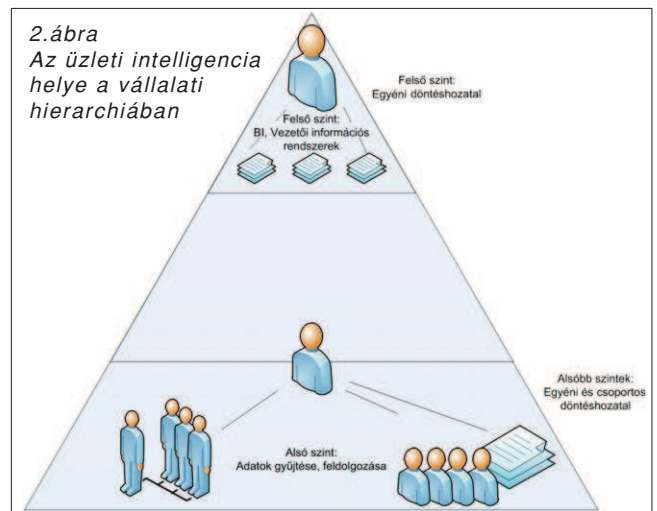 2.ábra
Az üzleti intelligencia
helye a vállalati
hierarchiában
Felső szint:
Egyéni döntéshozatal
Felső szint:
BI, Vezetői információs
rendszerek
Alsóbb szintek:
Egyéni és csoportos
döntéshozatal
Alsó szint:
Adatok gyűjtése, feldolgozása